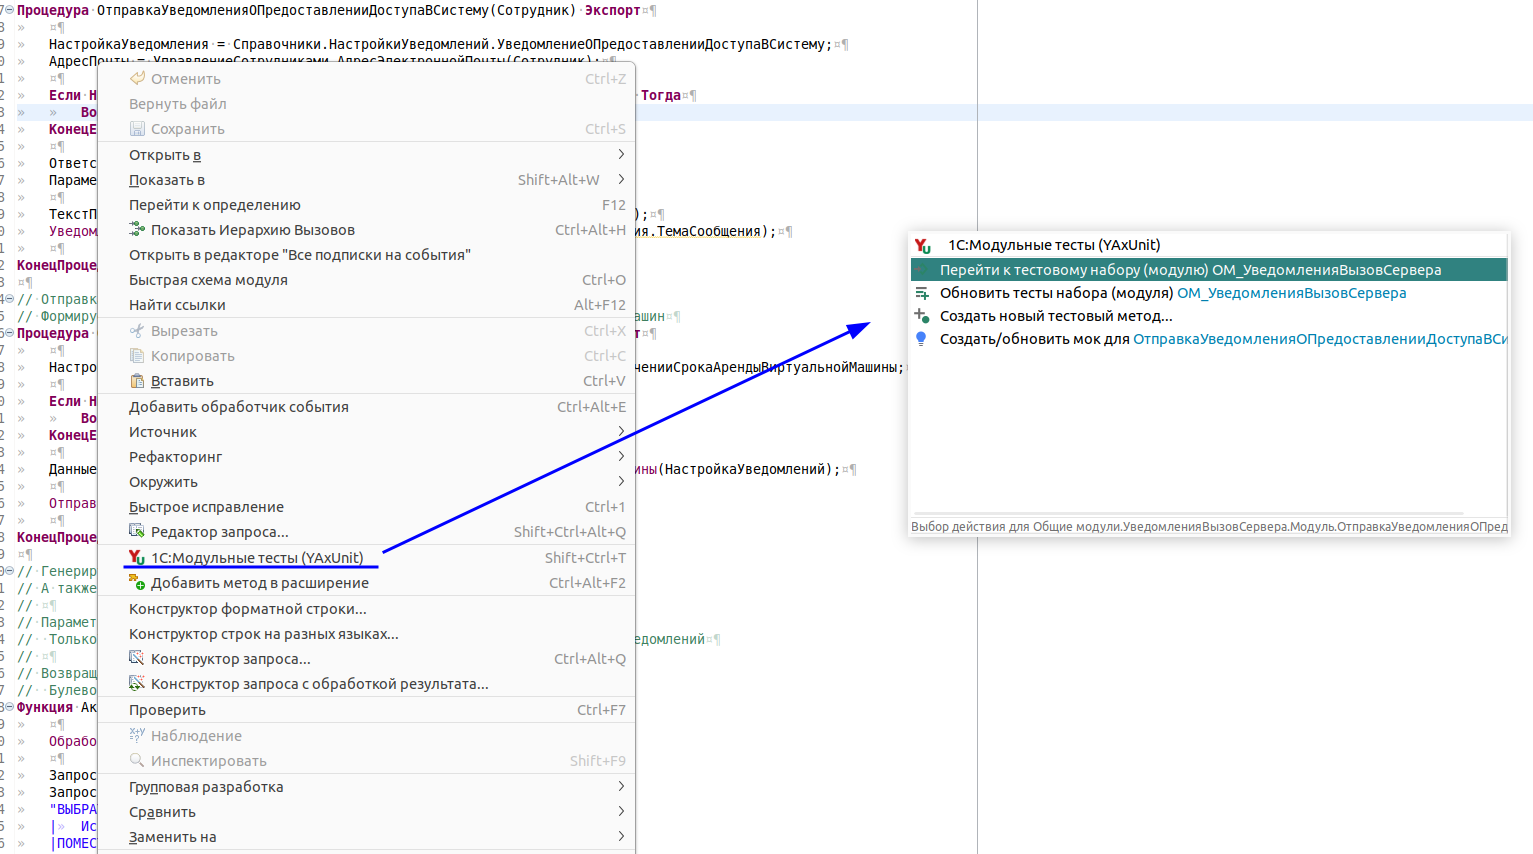 Процедура ОтправкаУведомленияОПредоставленииДоступаВСистему(Сотрудник) Экспорт
НастройкаУведомления = Справочники.НастройкиУведомлений.УведомлениеОПредоставленииДоступаВСистему;
АдресПочты = УправлениеСотрудниками.АдресЭлектроннойПочты(Сотрудник);
Если Н
Тогда
Во
КонецЕ
Ответс
Параме
ТекстП
);
Уведом
ия.ТемаСообщения);
КонецПроце
// Отправк
// Формиру
ашин
Процедура
т
Настро
ченииСрокаАрендыВиртуальнойМашины;
Если Н
Во
КонецЕ
Данные
ины(НастройкаУведомлений);
Отправ
КонецПроце
// Генерир
// А также
//
// Парамет
// Только
едомлений
//
// Возвращ
// Булево
Функция Ак
Обрабо
Запрос
Запрос
"ВЫБРА
| Ис
|ПОМЕС
Отменить Ctrl+Z
Вернуть файл
Сохранить Ctrl+S
Открыть в
Показать в Shift+Alt+W
Перейти к определению F12
Показать Иерархию Вызовов Ctrl+Alt+H
Открыть в редакторе "Все подписки на события"
Быстрая схема модуля Ctrl+O
Найти ссылки Alt+F12
Вырезать Ctrl+X
Копировать Ctrl+C
Вставить Ctrl+V
Добавить обработчик события Ctrl+Alt+E
Источник
Рефакторинг
Окружить
Быстрое исправление Ctrl+1
Редактор запроса... Shift+Ctrl+Alt+Q
1С:Модульные тесты (YAxUnit) Shift+Ctrl+T
Добавить метод в расширение Ctrl+Alt+F2
Конструктор форматной строки...
Конструктор строк на разных языках...
Конструктор запроса... Ctrl+Alt+Q
Конструктор запроса с обработкой результата...
Проверить Ctrl+F7
Наблюдение
Инспектировать Shift+F9
Групповая разработка
Сравнить
Заменить на
1С:Модульные тесты (YAxUnit)
Перейти к тестовому набору (модулю) ОМ_УведомленияВызовСервера
Обновить тесты набора (модуля) ОМ_УведомленияВызовСервера
Создать новый тестовый метод...
Создать/обновить мок для ОтправкаУведомленияОПредоставленииДоступаВСи
Выбор действия для Общие модули.УведомленияВызовСервера.Модуль.ОтправкаУведомленияОПред